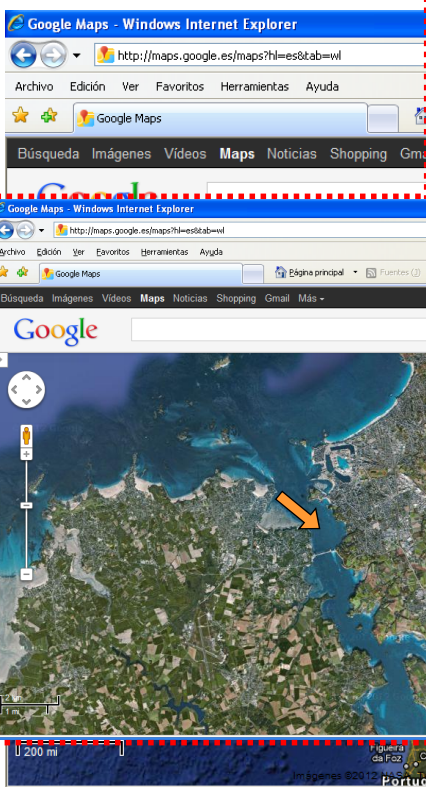 Google Maps - Windows Internet Explorer
http://maps.google.es/maps?hl=es&tab=wl
Archivo Edición Ver Favoritos Herramientas Ayuda
Google Maps
Búsqueda Imágenes Vídeos Maps Noticias Shopping Gma
Google Maps - Windows Internet Explorer
http://maps.google.es/maps?hl=es&tab=wl
Archivo Edición Ver Favoritos Herramientas Ayuda
Google Maps Página principal Fuentes (J)
Búsqueda Imágenes Vídeos Maps Noticias Shopping Gmail Más
Google
1 mi
200 mi
Figueira
da Foz
Imágenes ©2012 NASA